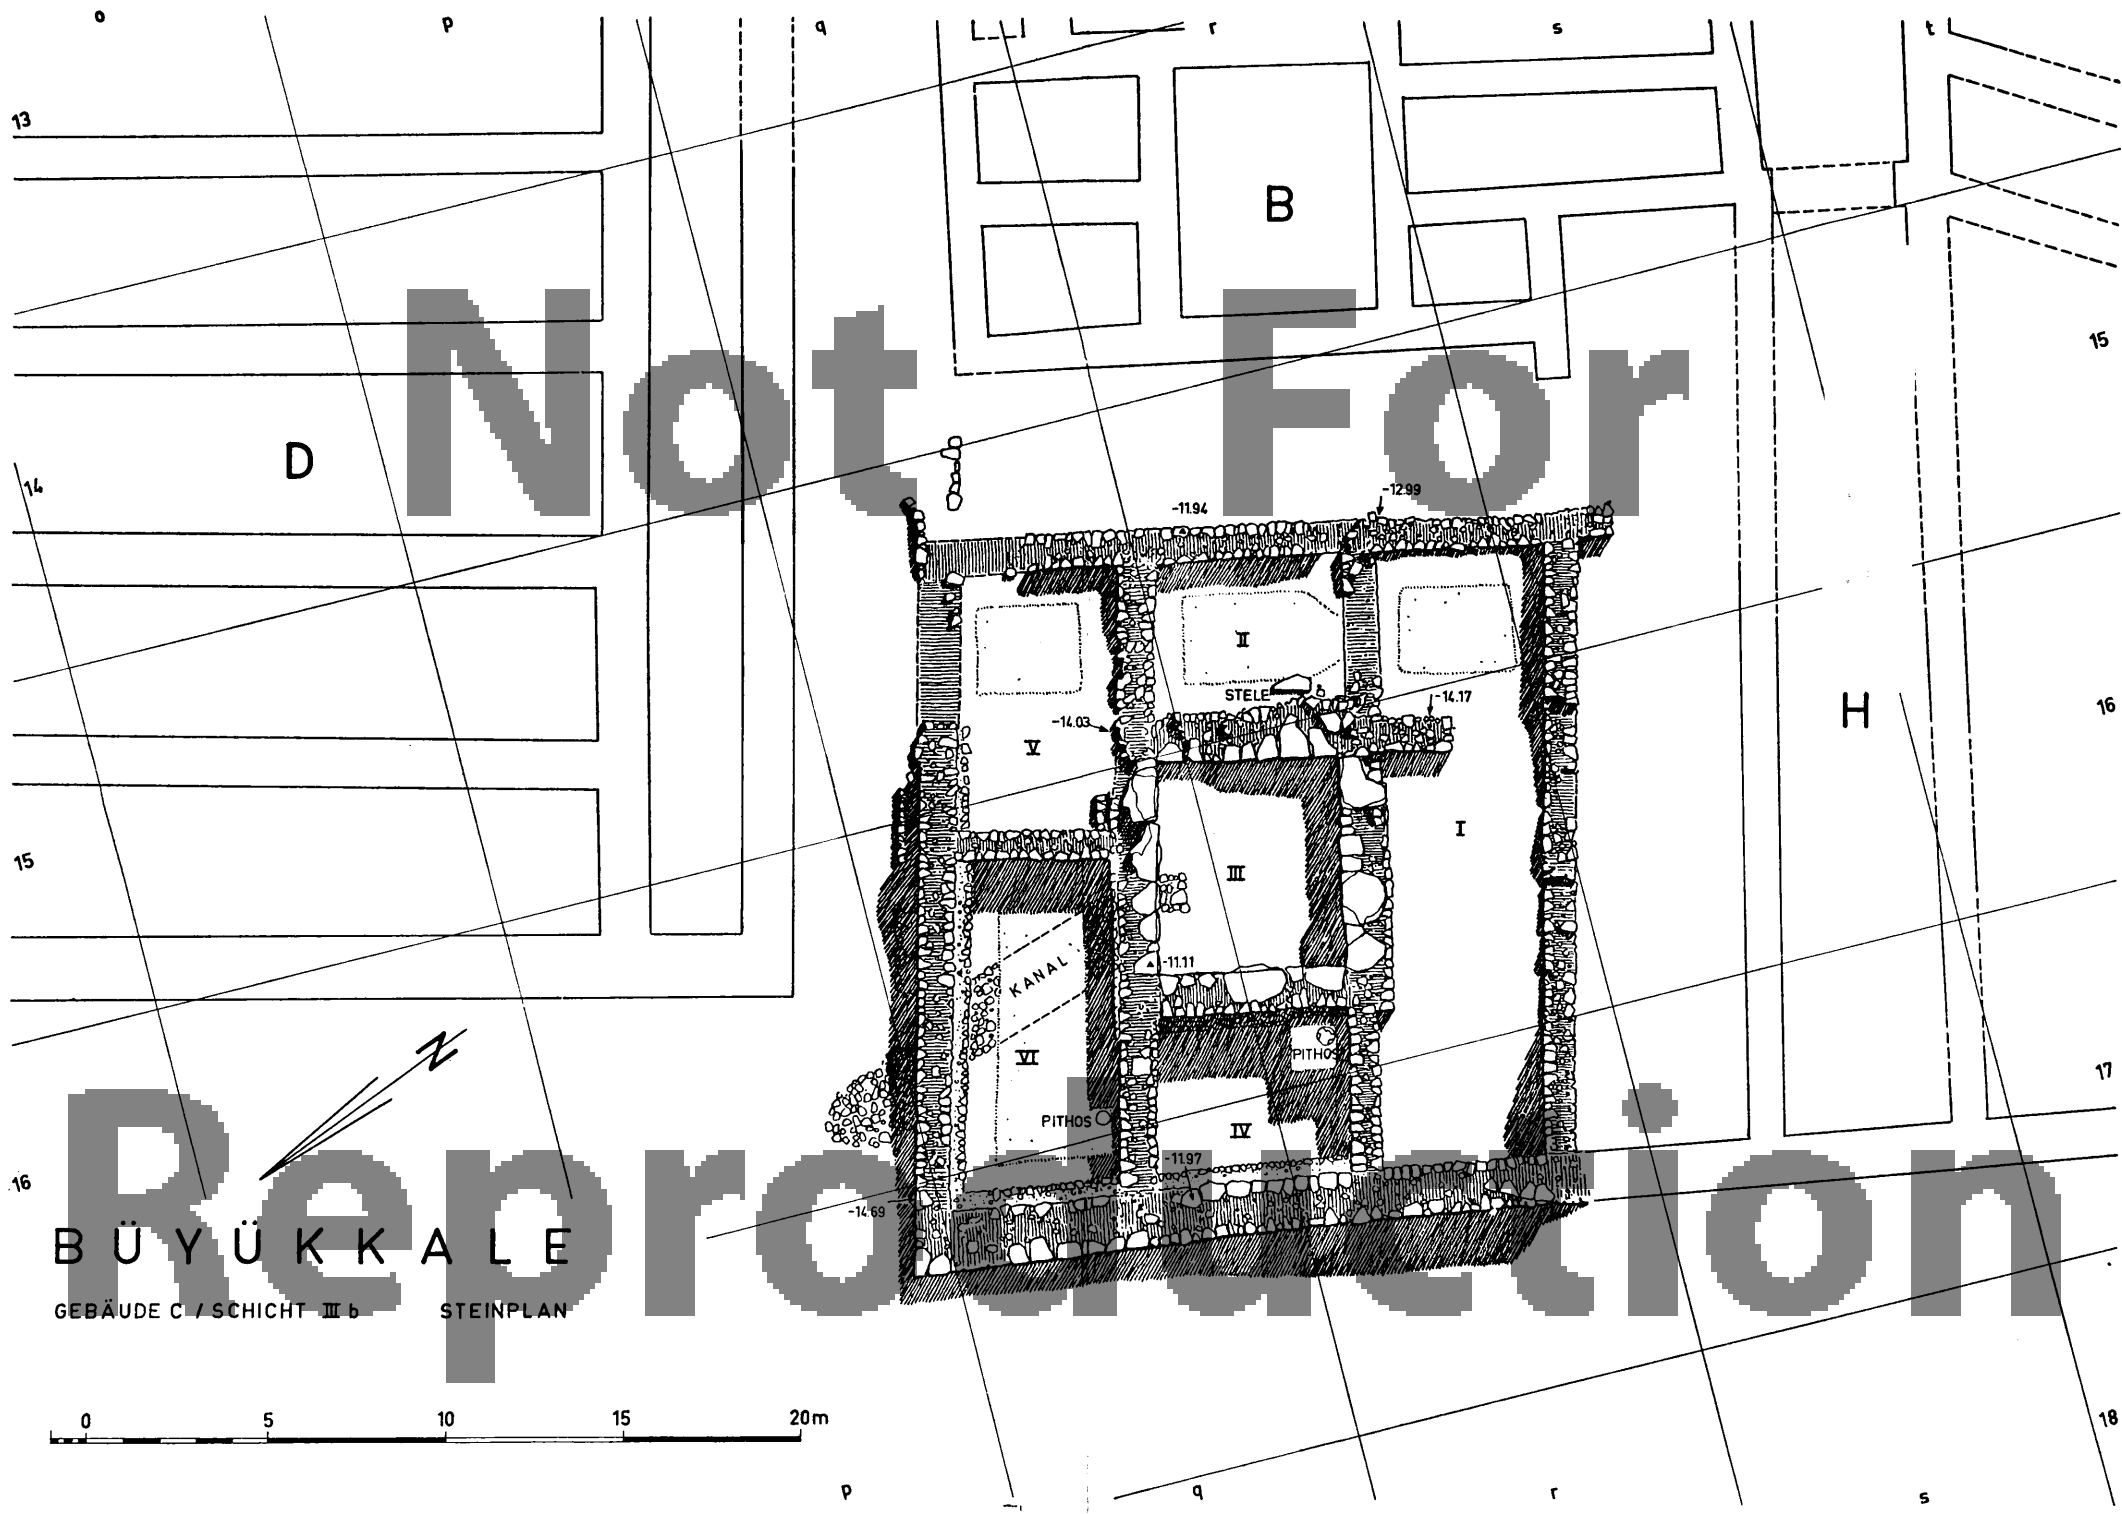 o p q r s t
13
B
15
Not For
D
14
-12.99
-11.94
II
STELE
-14.17
16
H
-14.03
V
I
15
III
-11.11
KANAL
N
VI
PITHOS
17
PITHOS
IV
-11.97
16
Reproduction
-14.69
BÜYÜKKALE
GEBÄUDE C / SCHICHT III b STEINPLAN
18
0 5 10 15 20m
p q r s